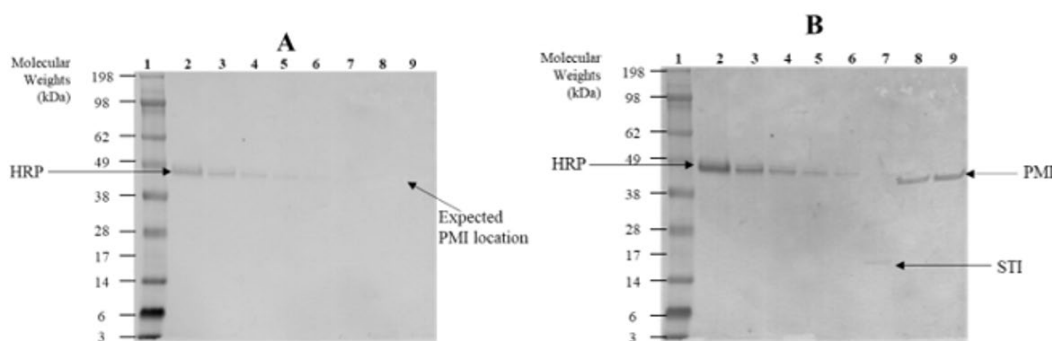 A
Molecular
Weights
(kDa)
1 2 3 4 5 6 7 8 9
198
98
62
49
HRP
38
28
17
14
6
3
Expected
PMI location
B
Molecular
Weights
(kDa)
1 2 3 4 5 6 7 8 9
198
98
62
49
HRP
38
28
17
14
6
3
PMI
STI